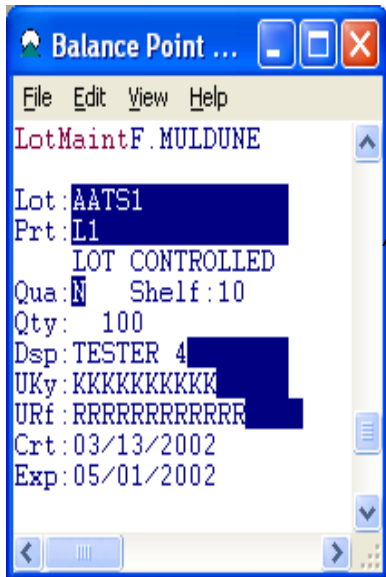 Balance Point ...
File Edit View Help
LotMaintF.MULDUNE
Lot:AATS1
Prt:L1
LOT CONTROLLED
Qua:N Shelf:10
Qty: 100
Dsp:TESTER 4
UKy:KKKKKKKKKK
URf:RRRRRRRRRRRR
Crt:03/13/2002
Exp:05/01/2002